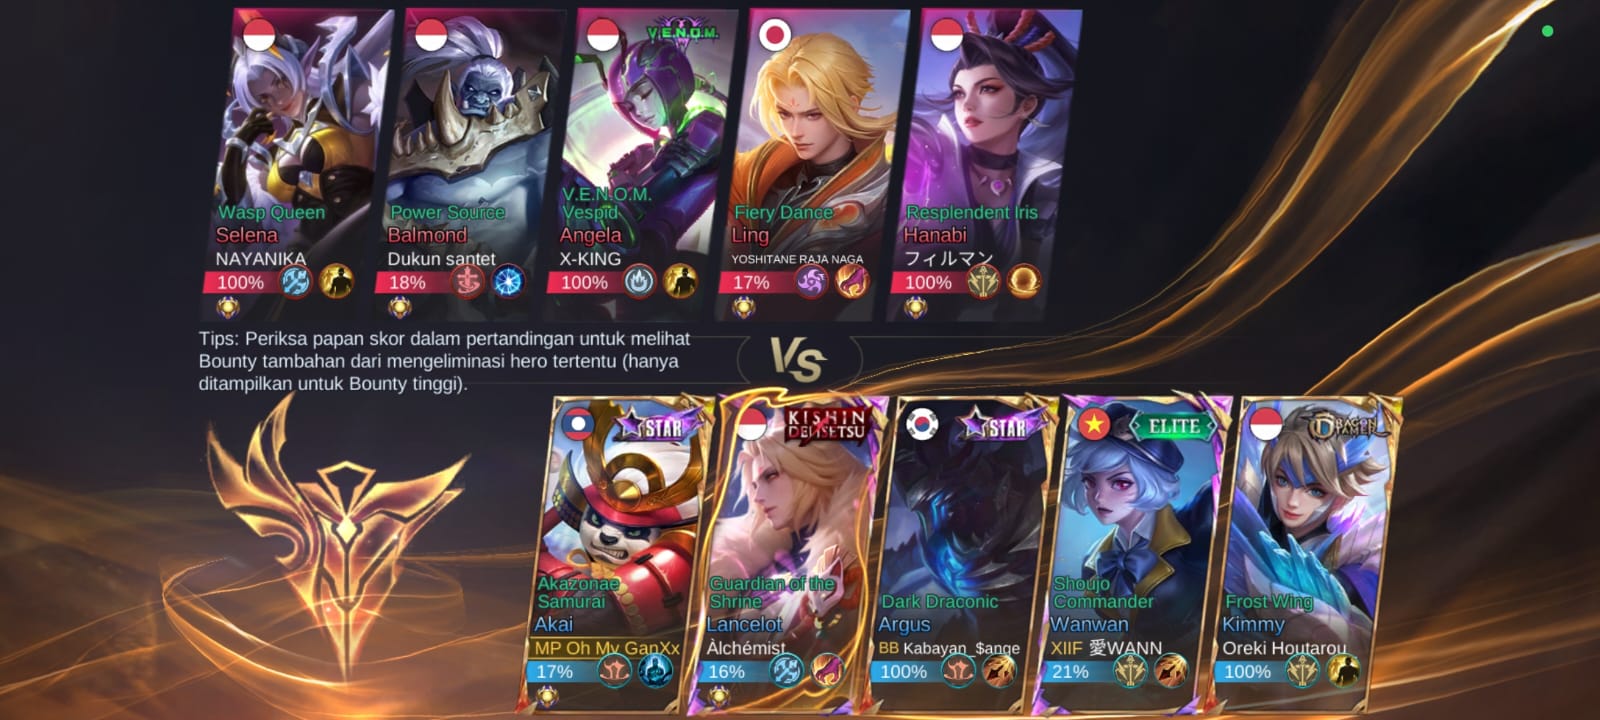 V.E.N.O.M.
Wasp Queen
Selena
NAYANIKA
100%
Power Source
Balmond
Dukun santet
18%
V.E.N.O.M.
Vespid
Angela
X-KING
100%
Fiery Dance
Ling
YOSHITANE RAJA NAGA
17%
Resplendent Iris
Hanabi
フィルマン
100%
Tips: Periksa papan skor dalam pertandingan untuk melihat
Bounty tambahan dari mengeliminasi hero tertentu (hanya
ditampilkan untuk Bounty tinggi).
VS
STAR
Akazonae
Samurai
Akai
MP Oh My GanXx
17%
KISHIN
DENSETSU
Guardian of the
Shrine
Lancelot
Àlchémist
16%
STAR
Dark Draconic
Argus
BB Kabayan_$ange
100%
ELITE
Shoujo
Commander
Wanwan
XIIF 愛WANN
21%
DRAGON
TAMER
Frost Wing
Kimmy
Oreki Houtarou
100%